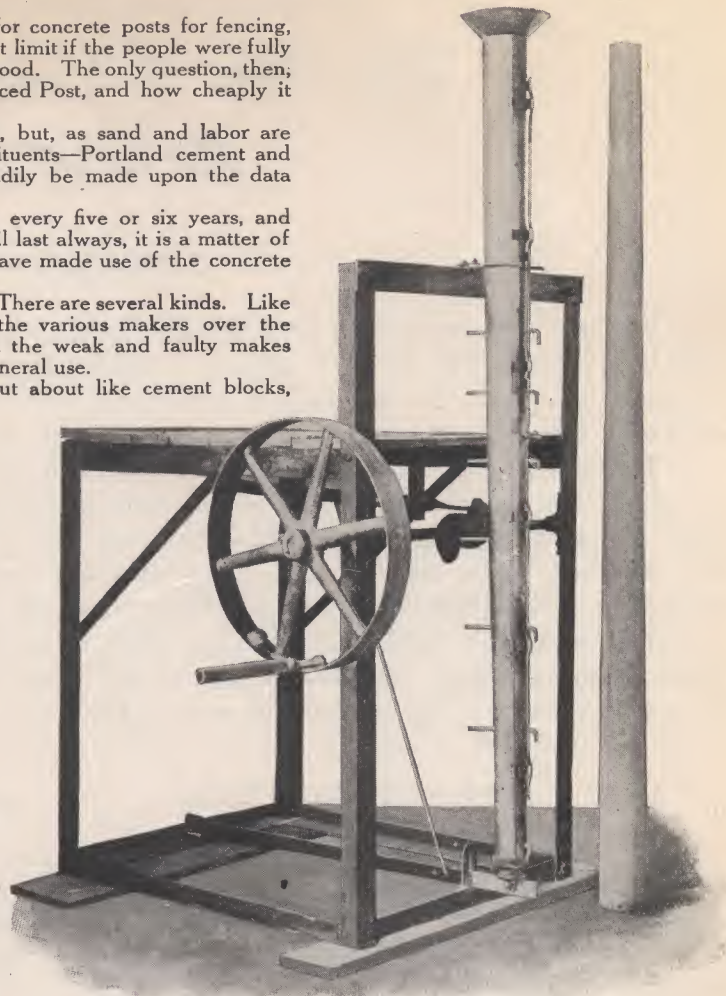 for concrete posts for fencing,
t limit if the people were fully
ood. The only question, then;
ced Post, and how cheaply it
, but, as sand and labor are
ituents—Portland cement and
dily be made upon the data
every five or six years, and
ll last always, it is a matter of
ave made use of the concrete
There are several kinds. Like
the various makers over the
the weak and faulty makes
neral use.
ut about like cement blocks,